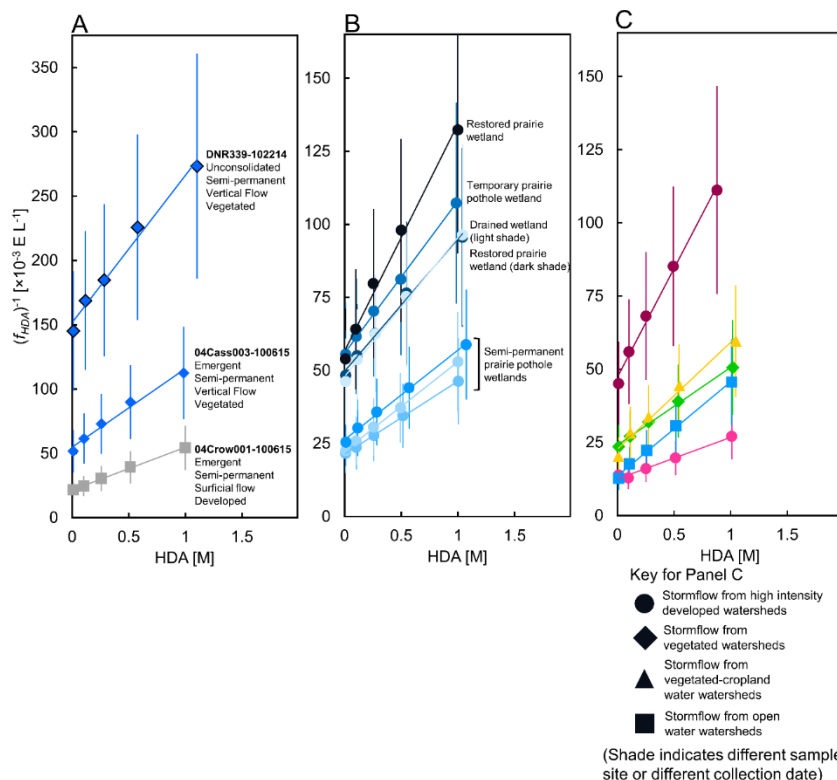 A
B
C
350
300
250
200
150
100
50
0
(fHDA)⁻¹ [×10⁻³ E L⁻¹]
DNR339-102214
Unconsolidated
Semi-permanent
Vertical Flow
Vegetated
04Cass003-100615
Emergent
Semi-permanent
Vertical Flow
Vegetated
04Crow001-100615
Emergent
Semi-permanent
Surficial flow
Developed
0 0.5 1 1.5
HDA [M]
150
125
100
75
50
25
0
Restored prairie
wetland
Temporary prairie
pothole wetland
Drained wetland
(light shade)
Restored prairie
wetland (dark shade)
Semi-permanent
prairie pothole
wetlands
0 0.5 1 1.5
HDA [M]
150
125
100
75
50
25
0
0 0.5 1 1.5
HDA [M]
Key for Panel C
Stormflow from high intensity
developed watersheds
Stormflow from
vegetated watersheds
Stormflow from
vegetated-cropland
water watersheds
Stormflow from open
water watersheds
(Shade indicates different sample
site or different collection date)